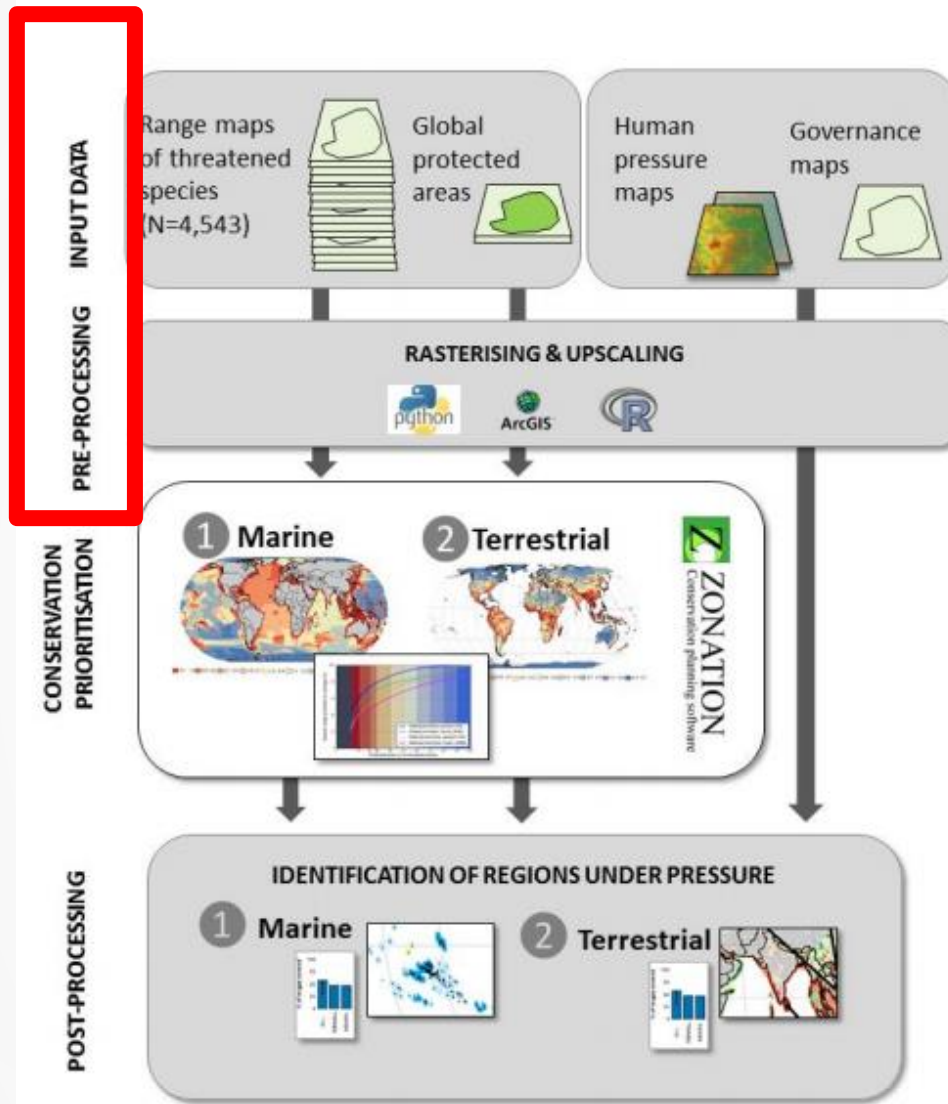 INPUT DATA
Range maps
of threatened
species
(N=4,543)
Global
protected
areas
Human
pressure
maps
Governance
maps
PRE-PROCESSING
RASTERISING & UPSCALING
python
ArcGIS
R
CONSERVATION
PRIORITISATION
1 Marine
2 Terrestrial
Z
ZONATION
Conservation planning software
POST-PROCESSING
IDENTIFICATION OF REGIONS UNDER PRESSURE
1 Marine
2 Terrestrial